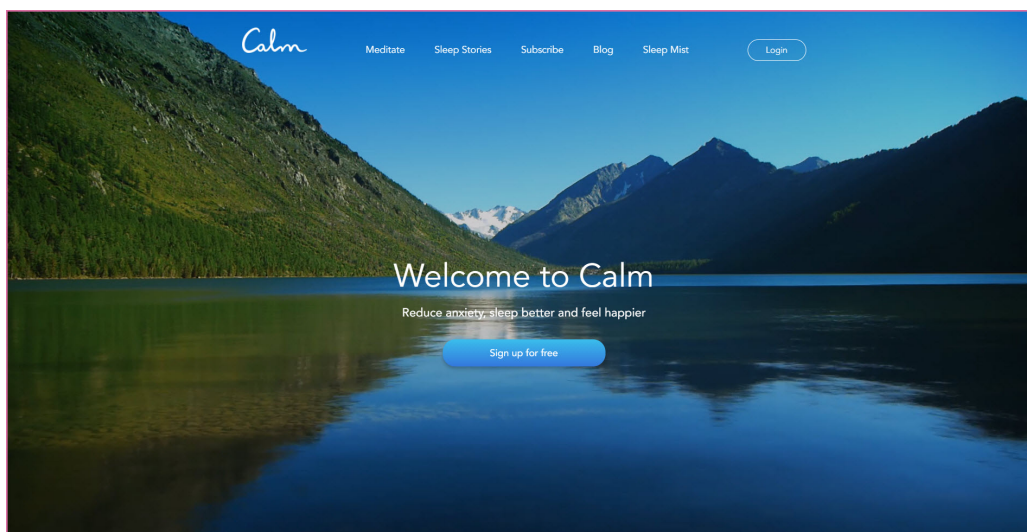 Calm
Meditate Sleep Stories Subscribe Blog Sleep Mist Login
Welcome to Calm
Reduce anxiety, sleep better and feel happier
Sign up for free